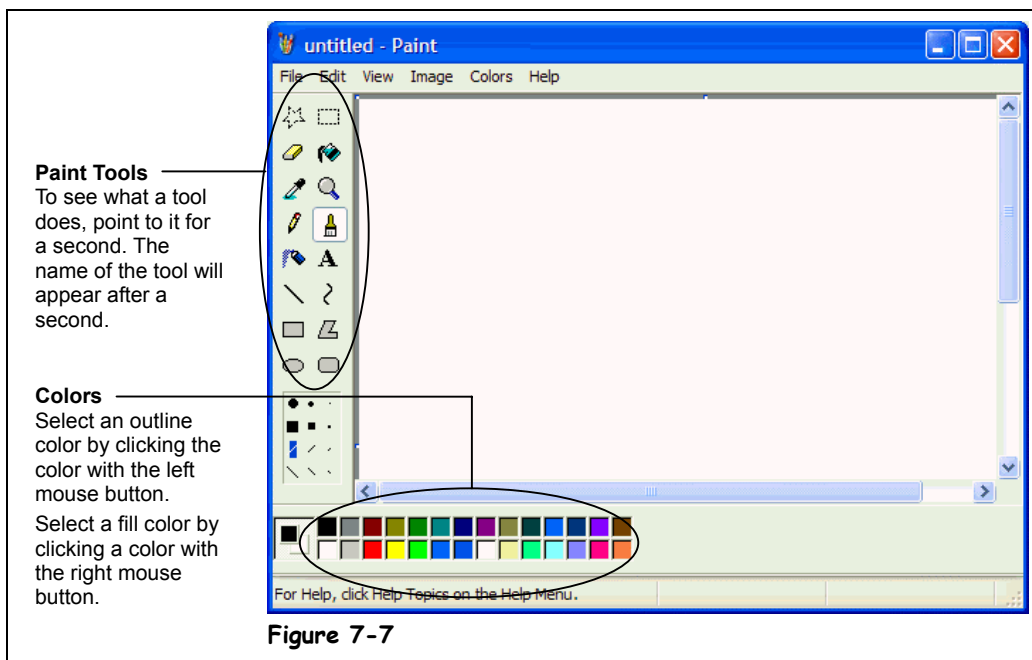 untitled - Paint
File Edit View Image Colors Help
A
Paint Tools
To see what a tool
does, point to it for
a second. The
name of the tool will
appear after a
second.
Colors
Select an outline
color by clicking the
color with the left
mouse button.
Select a fill color by
clicking a color with
the right mouse
button.
For Help, click Help Topics on the Help Menu.
Figure 7-7